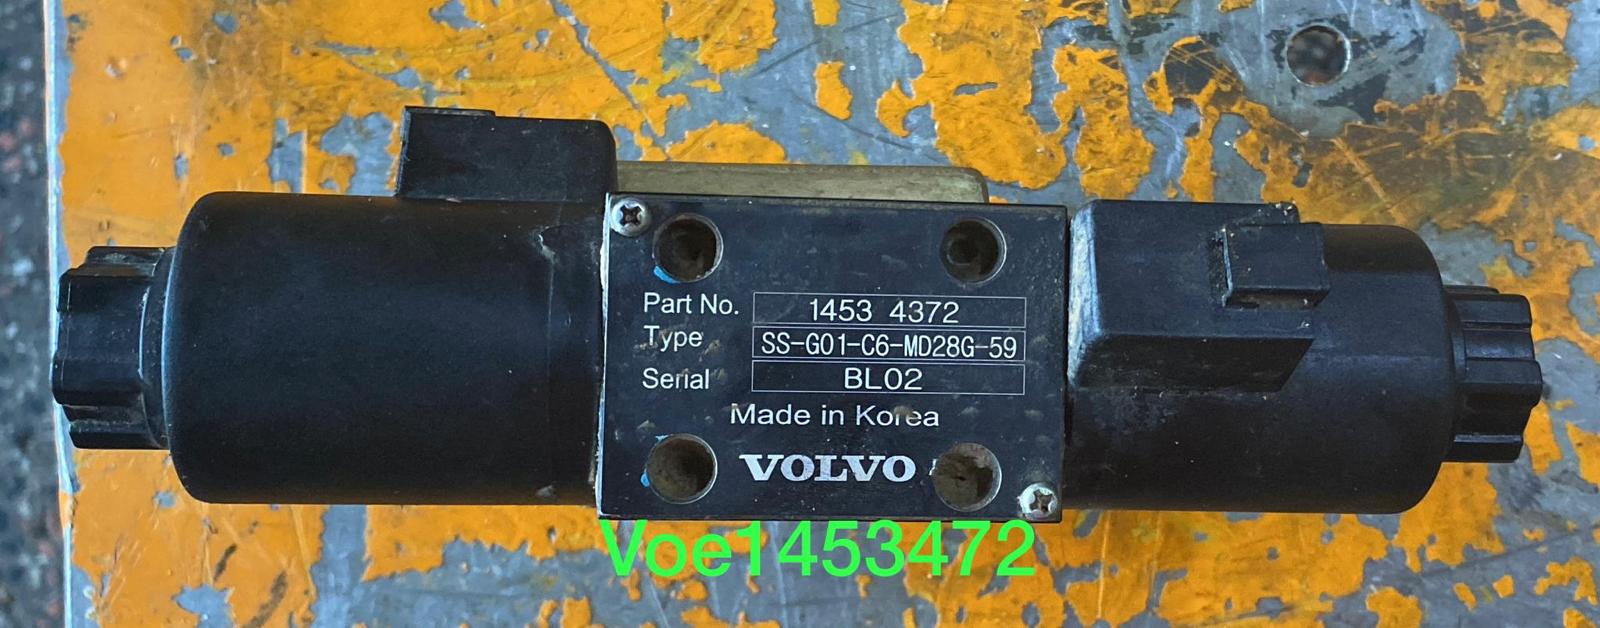 Part No. 1453 4372
Type SS-G01-C6-MD28G-59
Serial BL02
Made in Korea
VOLVO
Voe1453472